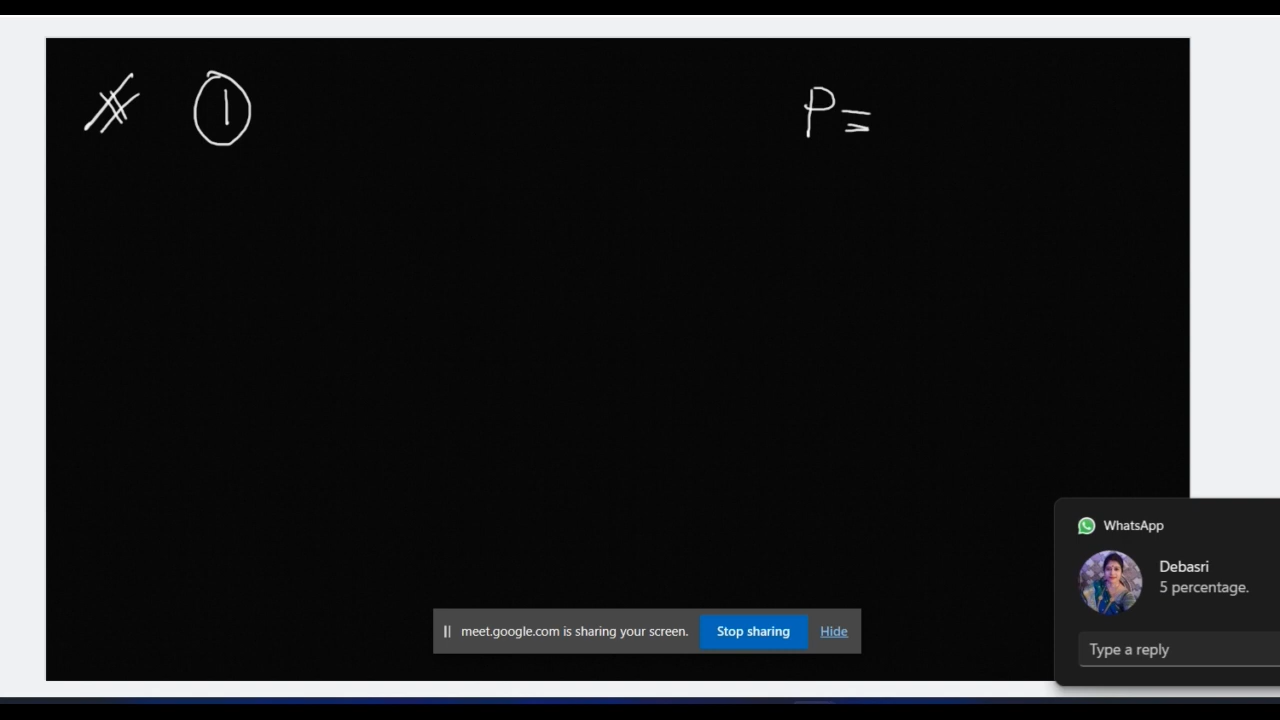 ① P=
WhatsApp
Debasri
5 percentage.
Type a reply
meet.google.com is sharing your screen. Stop sharing Hide